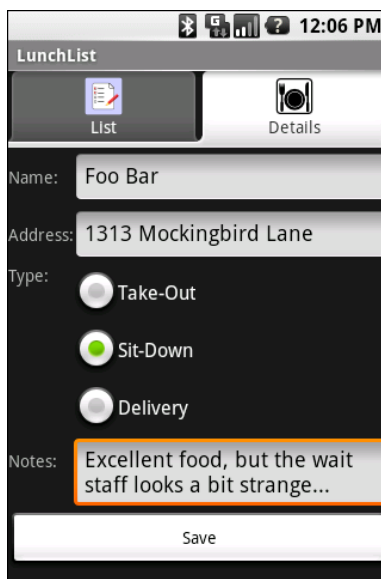 12:06 PM
LunchList
List
Details
Name: Foo Bar
Address: 1313 Mockingbird Lane
Type:
Take-Out
Sit-Down
Delivery
Notes: Excellent food, but the wait
staff looks a bit strange...
Save